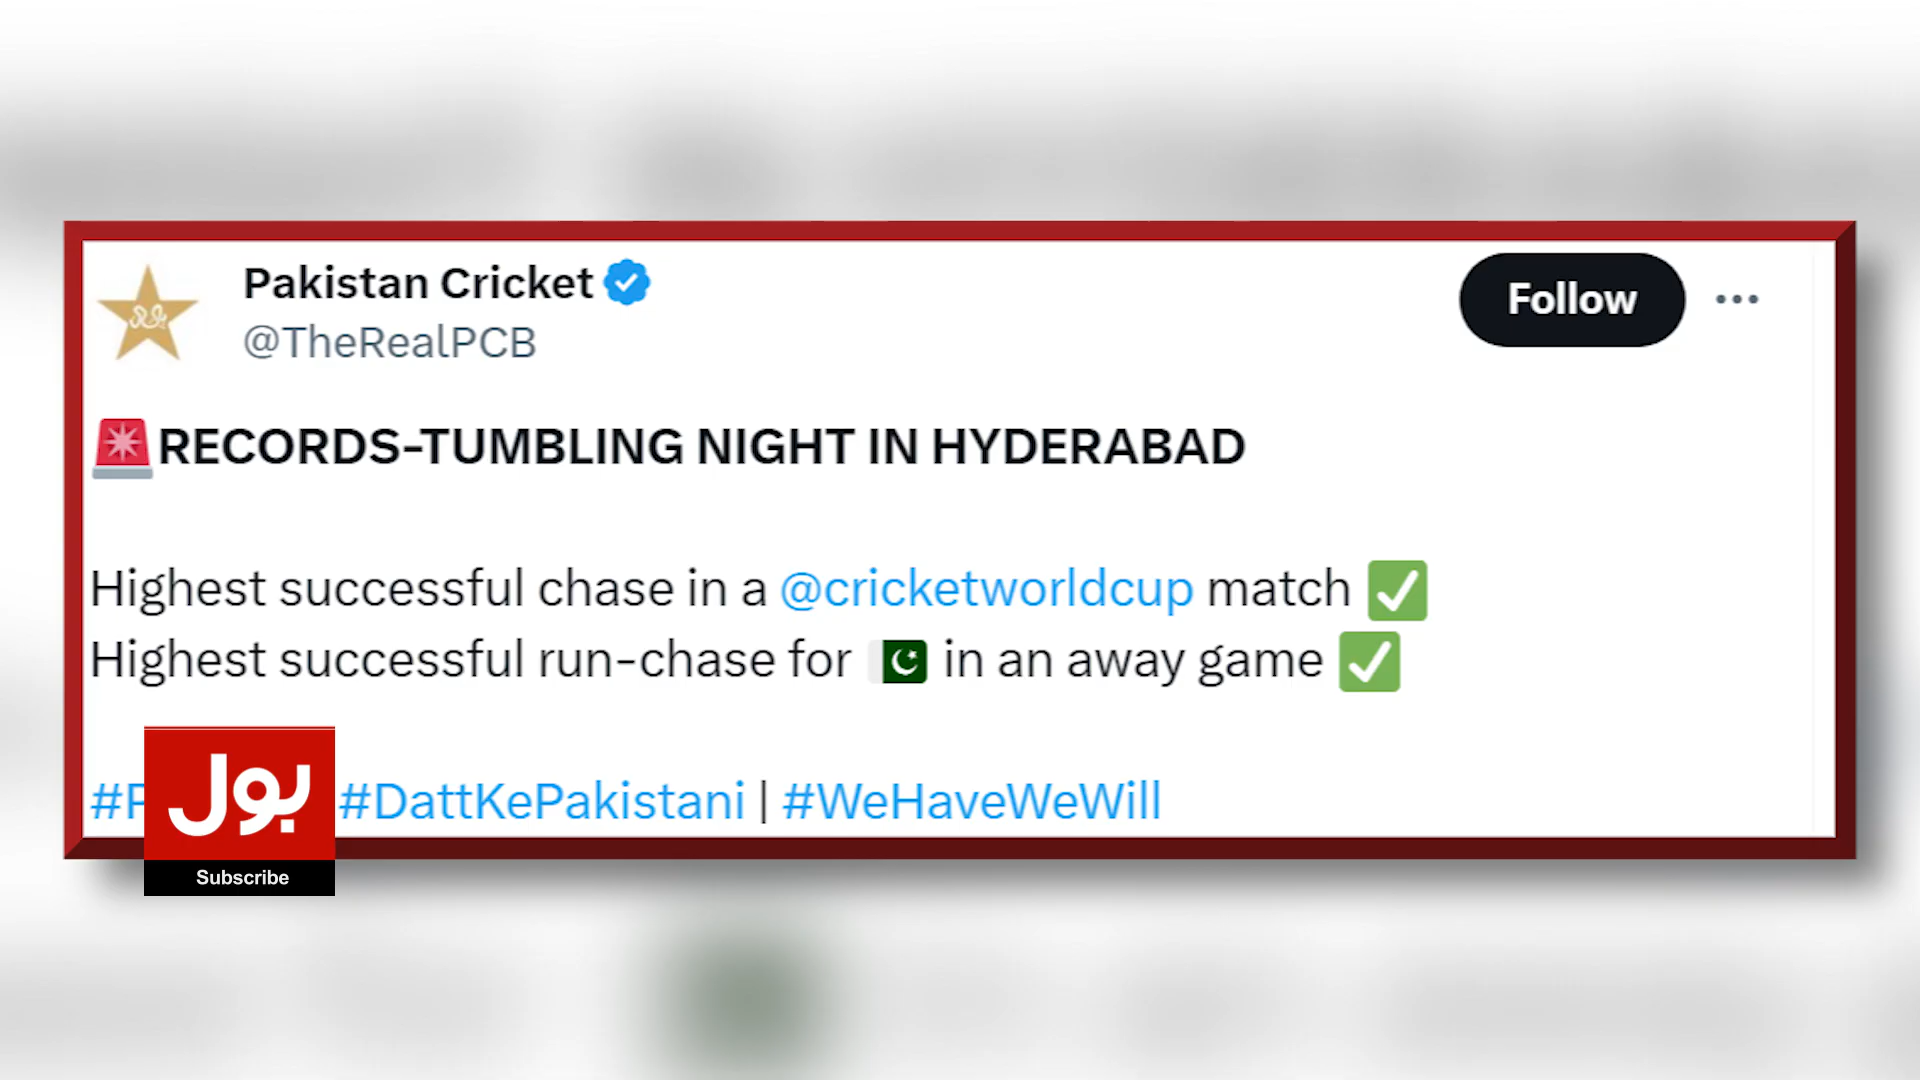 Pakistan Cricket
@TheRealPCB
Follow
🚨RECORDS-TUMBLING NIGHT IN HYDERABAD
Highest successful chase in a @cricketworldcup match ✅
Highest successful run-chase for 🇵🇰 in an away game ✅
#DattKePakistani | #WeHaveWeWill
بول
Subscribe